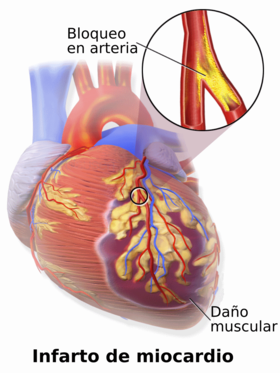 Bloqueo
en arteria
Daño
muscular
Infarto de miocardio